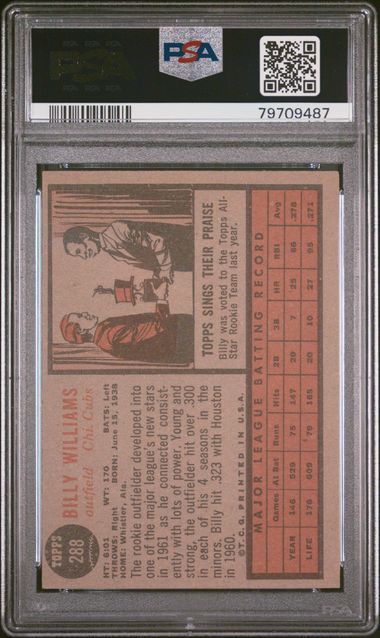 PSA
PSA
79709487
TOPPS
288
BILLY WILLIAMS
outfield Chi. Cubs
HT: 6:01 WT: 170 BATS: Left
THROWS: Right BORN: June 15, 1938
HOME: Whistler, Ala.
The rookie outfielder developed into
one of the major league's new stars
in 1961 as he connected consist-
ently with lots of power. Young and
strong, the outfielder hit over .300
in each of his 4 seasons in the
minors. Billy hit .323 with Houston
in 1960.
© T.C.G. PRINTED IN U.S.A.
TOPPS SINGS THEIR PRAISE
Billy was voted to the Topps All-
Star Rookie Team last year.
MAJOR LEAGUE BATTING RECORD
Games At Bat Runs Hits 2B 3B HR RBI Avg.
YEAR 146 529 75 147 20 7 25 86 .278
LIFE 170 609 79 165 20 10 27 95 .271
PSA